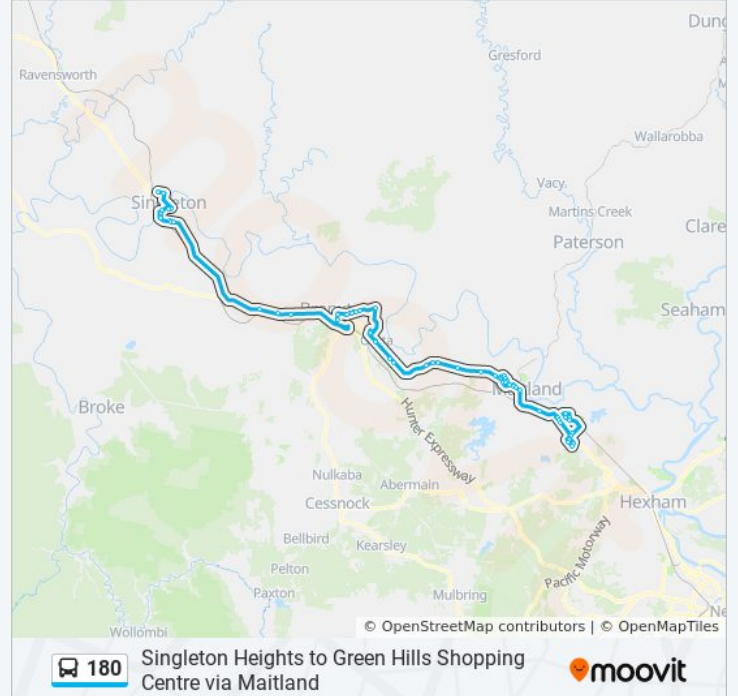 Dung
Gresford
Ravensworth
Wallarobba
Vacy
Singleton
Martins Creek
Clare
Paterson
Seaham
Maitland
Broke
Hunter Expressway
Nulkaba
Abermain
Cessnock
Hexham
Bellbird
Kearsley
Pacific Motorway
Pelton
Paxton
Mulbring
Ne
Wollombi
© OpenStreetMap contributors | © OpenMapTiles
180
Singleton Heights to Green Hills Shopping
Centre via Maitland
moovit